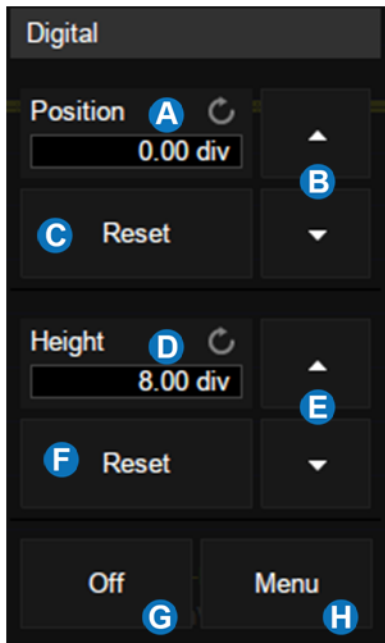 Digital
Position A
0.00 div
B
C Reset
Height D
8.00 div
E
F Reset
Off Menu
G H